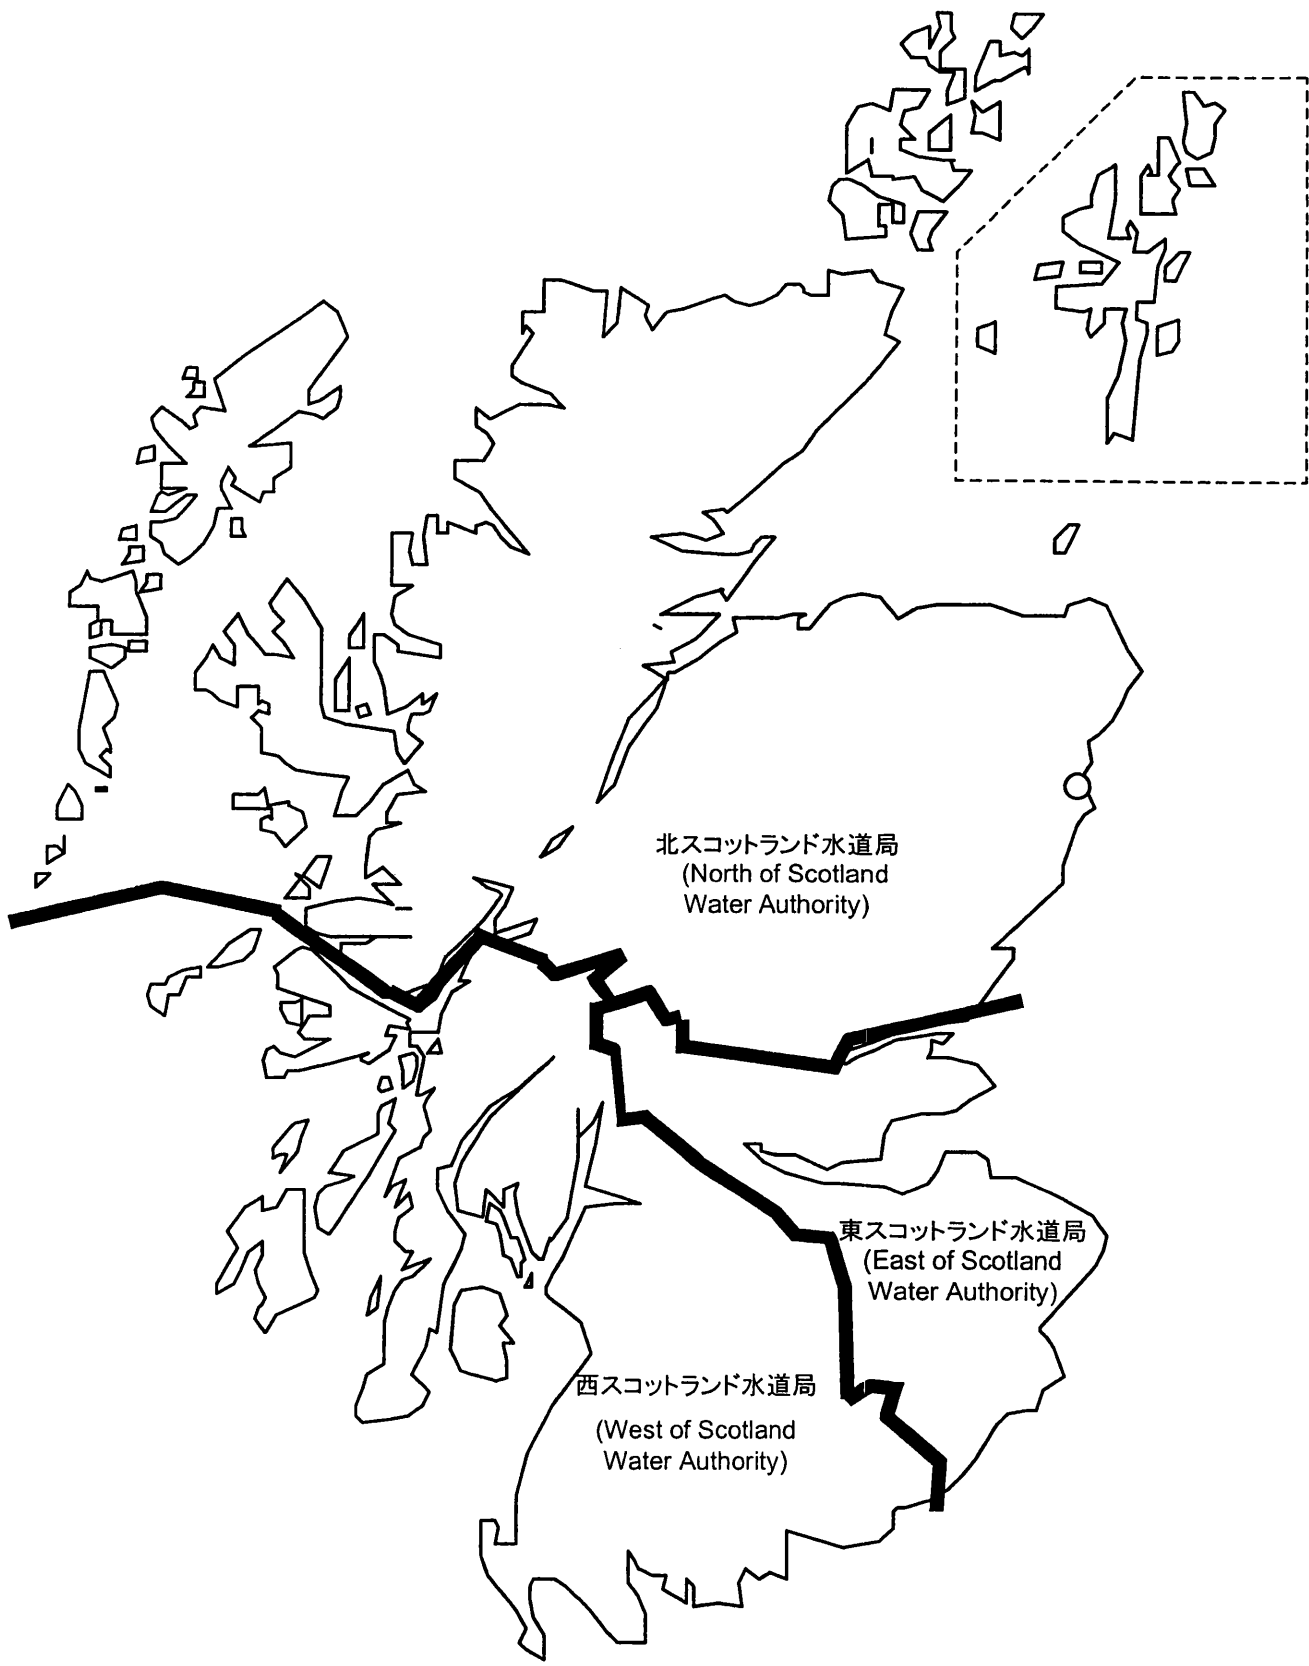 北スコットランド水道局
(North of Scotland
Water Authority)
東スコットランド水道局
(East of Scotland
Water Authority)
西スコットランド水道局
(West of Scotland
Water Authority)